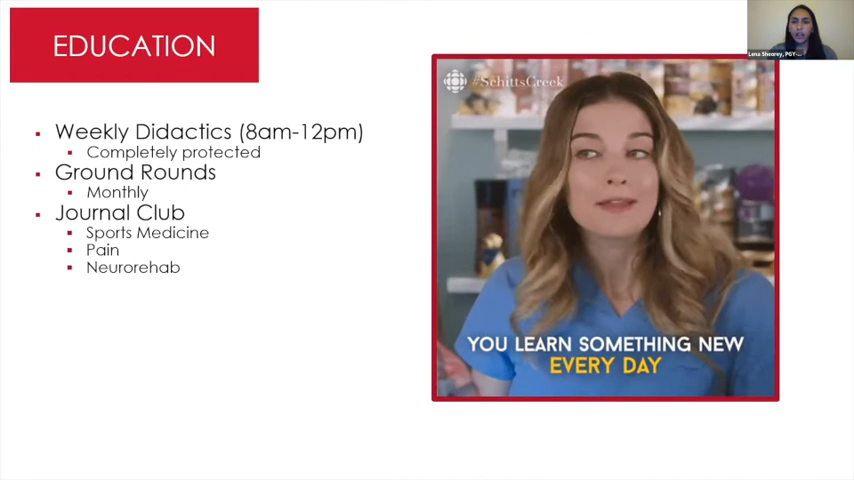 EDUCATION
Weekly Didactics (8am-12pm)
Completely protected
Ground Rounds
Monthly
Journal Club
Sports Medicine
Pain
Neurorehab
#SchittsCreek
YOU LEARN SOMETHING NEW
EVERY DAY
Lena Sheorey, PGY-...